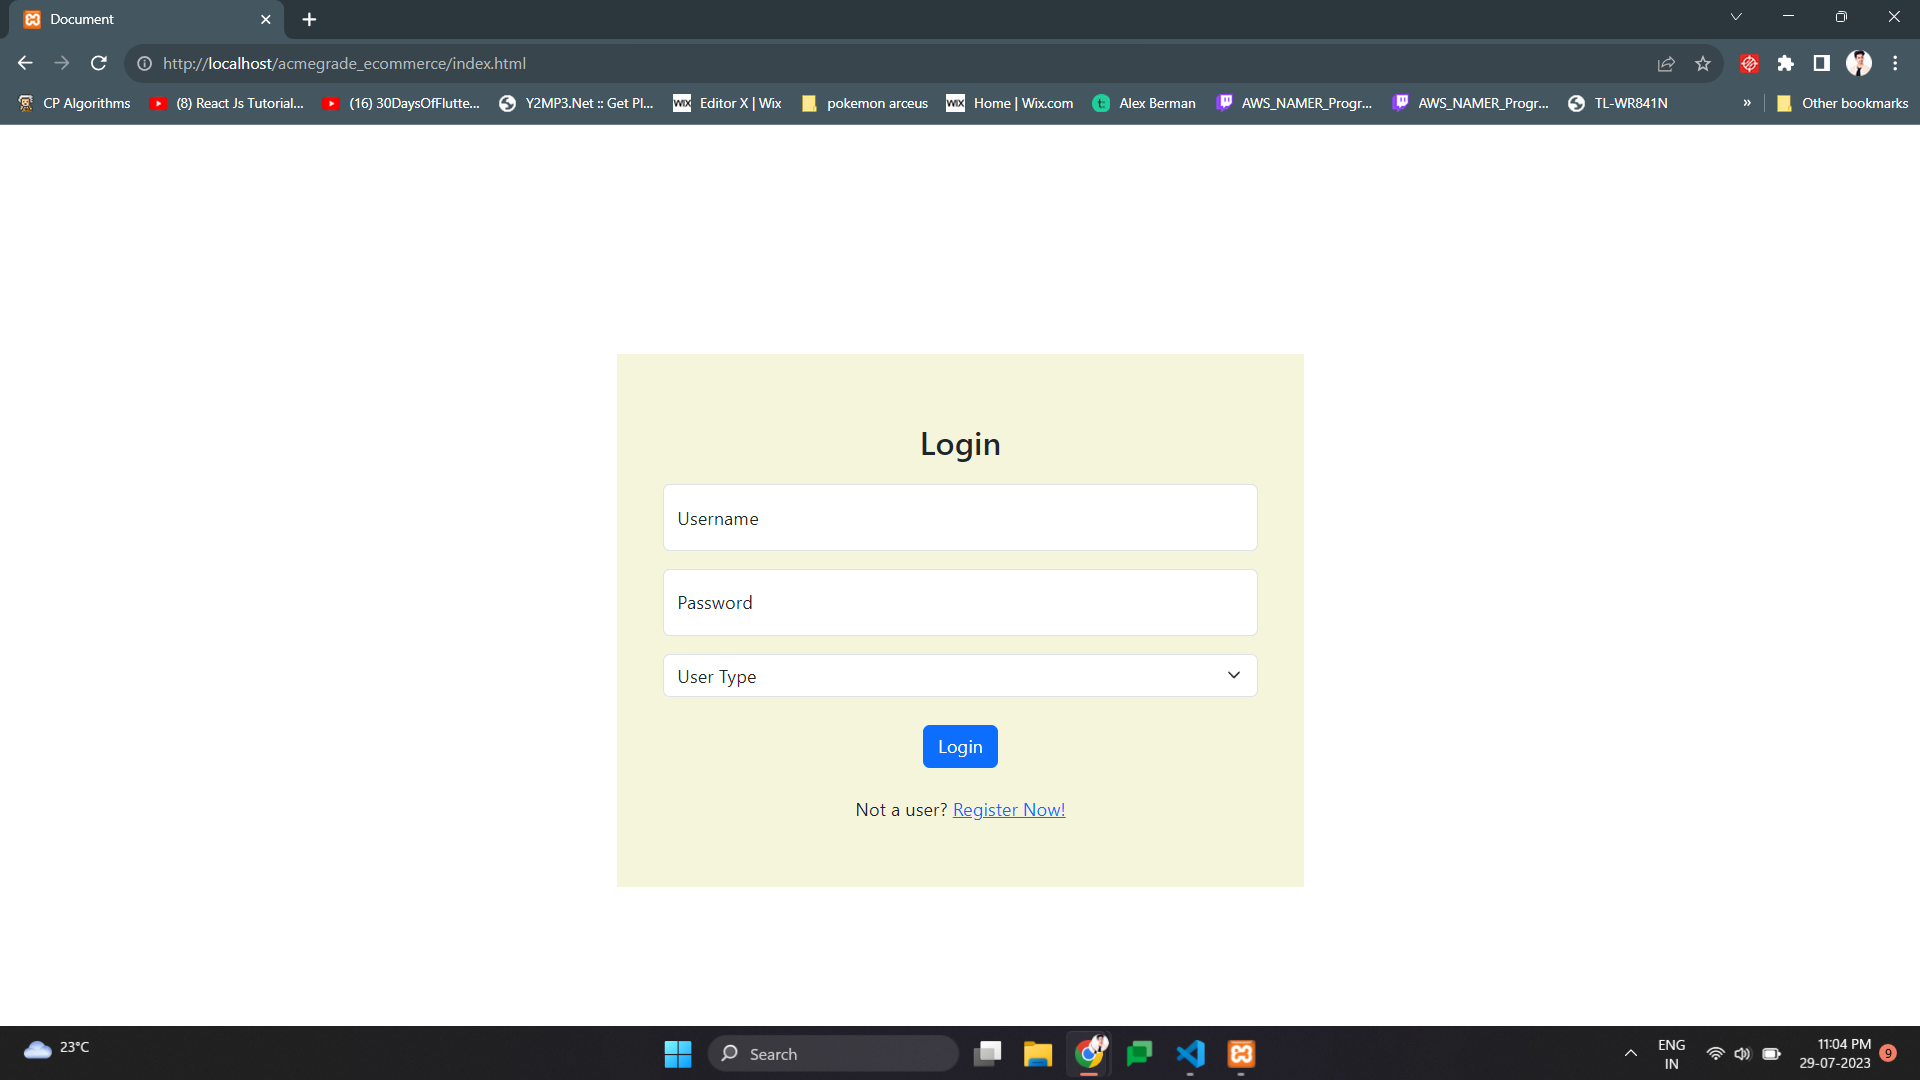 Document
http://localhost/acmegrade_ecommerce/index.html
CP Algorithms (8) React Js Tutorial... (16) 30DaysOfFlutte... Y2MP3.Net :: Get Pl... WIX Editor X | Wix pokemon arceus WIX Home | Wix.com t Alex Berman AWS_NAMER_Progr... AWS_NAMER_Progr... TL-WR841N » Other bookmarks
Login
Username
Password
User Type
Login
Not a user? Register Now!
23°C
Search
ENG
IN
11:04 PM
29-07-2023
9